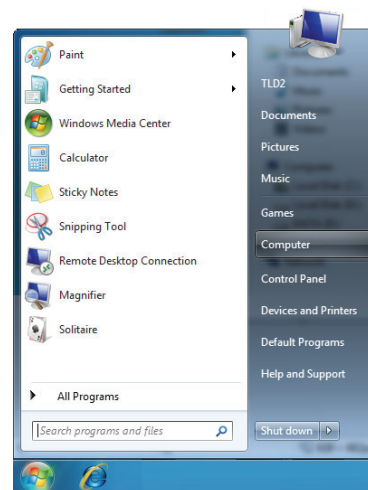 Paint
Getting Started
Windows Media Center
Calculator
Sticky Notes
Snipping Tool
Remote Desktop Connection
Magnifier
Solitaire
All Programs
Search programs and files
TLD2
Documents
Pictures
Music
Games
Computer
Control Panel
Devices and Printers
Default Programs
Help and Support
Shut down